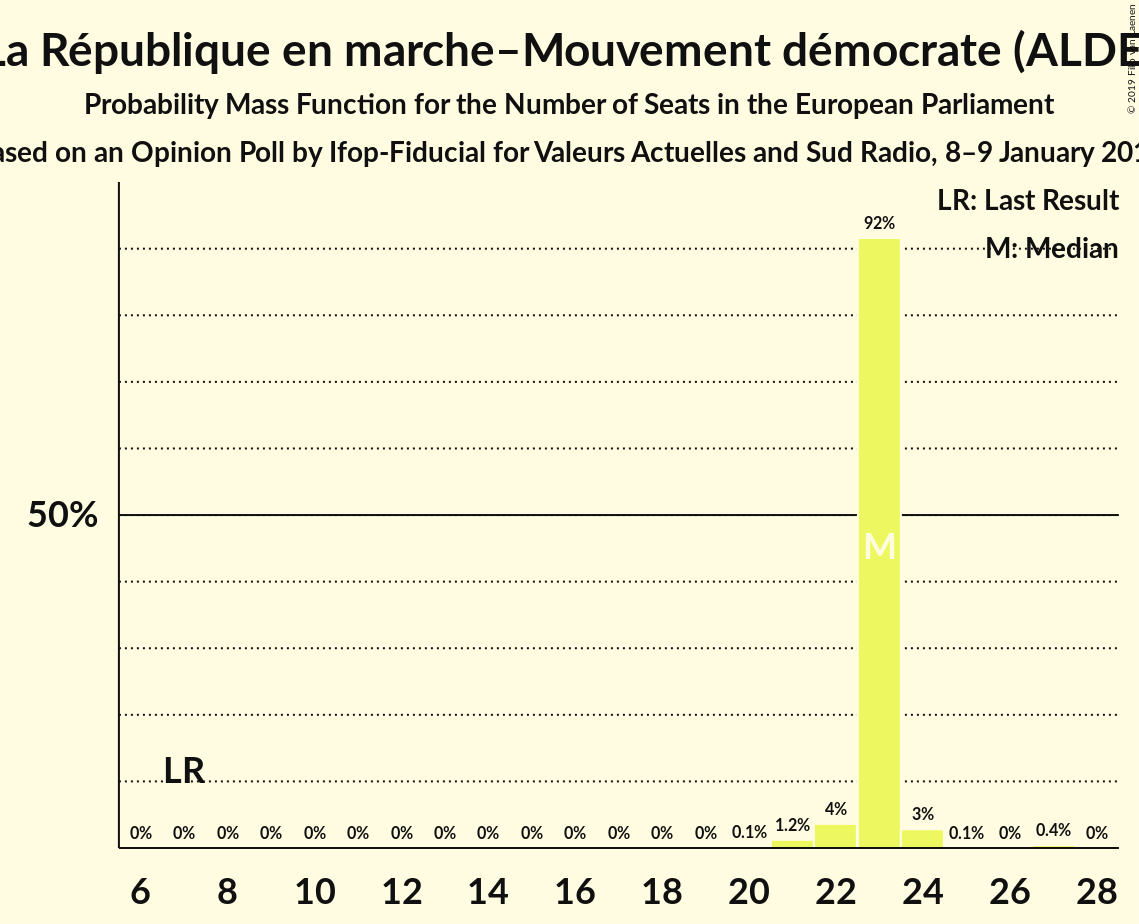 La République en marche–Mouvement démocrate (ALDE
Probability Mass Function for the Number of Seats in the European Parliament
ased on an Opinion Poll by Ifop-Fiducial for Valeurs Actuelles and Sud Radio, 8–9 January 201
© 2019
LR: Last Result
M: Median
92%
50%
M
LR
0% 0% 0% 0% 0% 0% 0% 0% 0% 0% 0% 0% 0% 0% 0.1% 1.2% 4% 3% 0.1% 0% 0.4% 0%
6 8 10 12 14 16 18 20 22 24 26 28